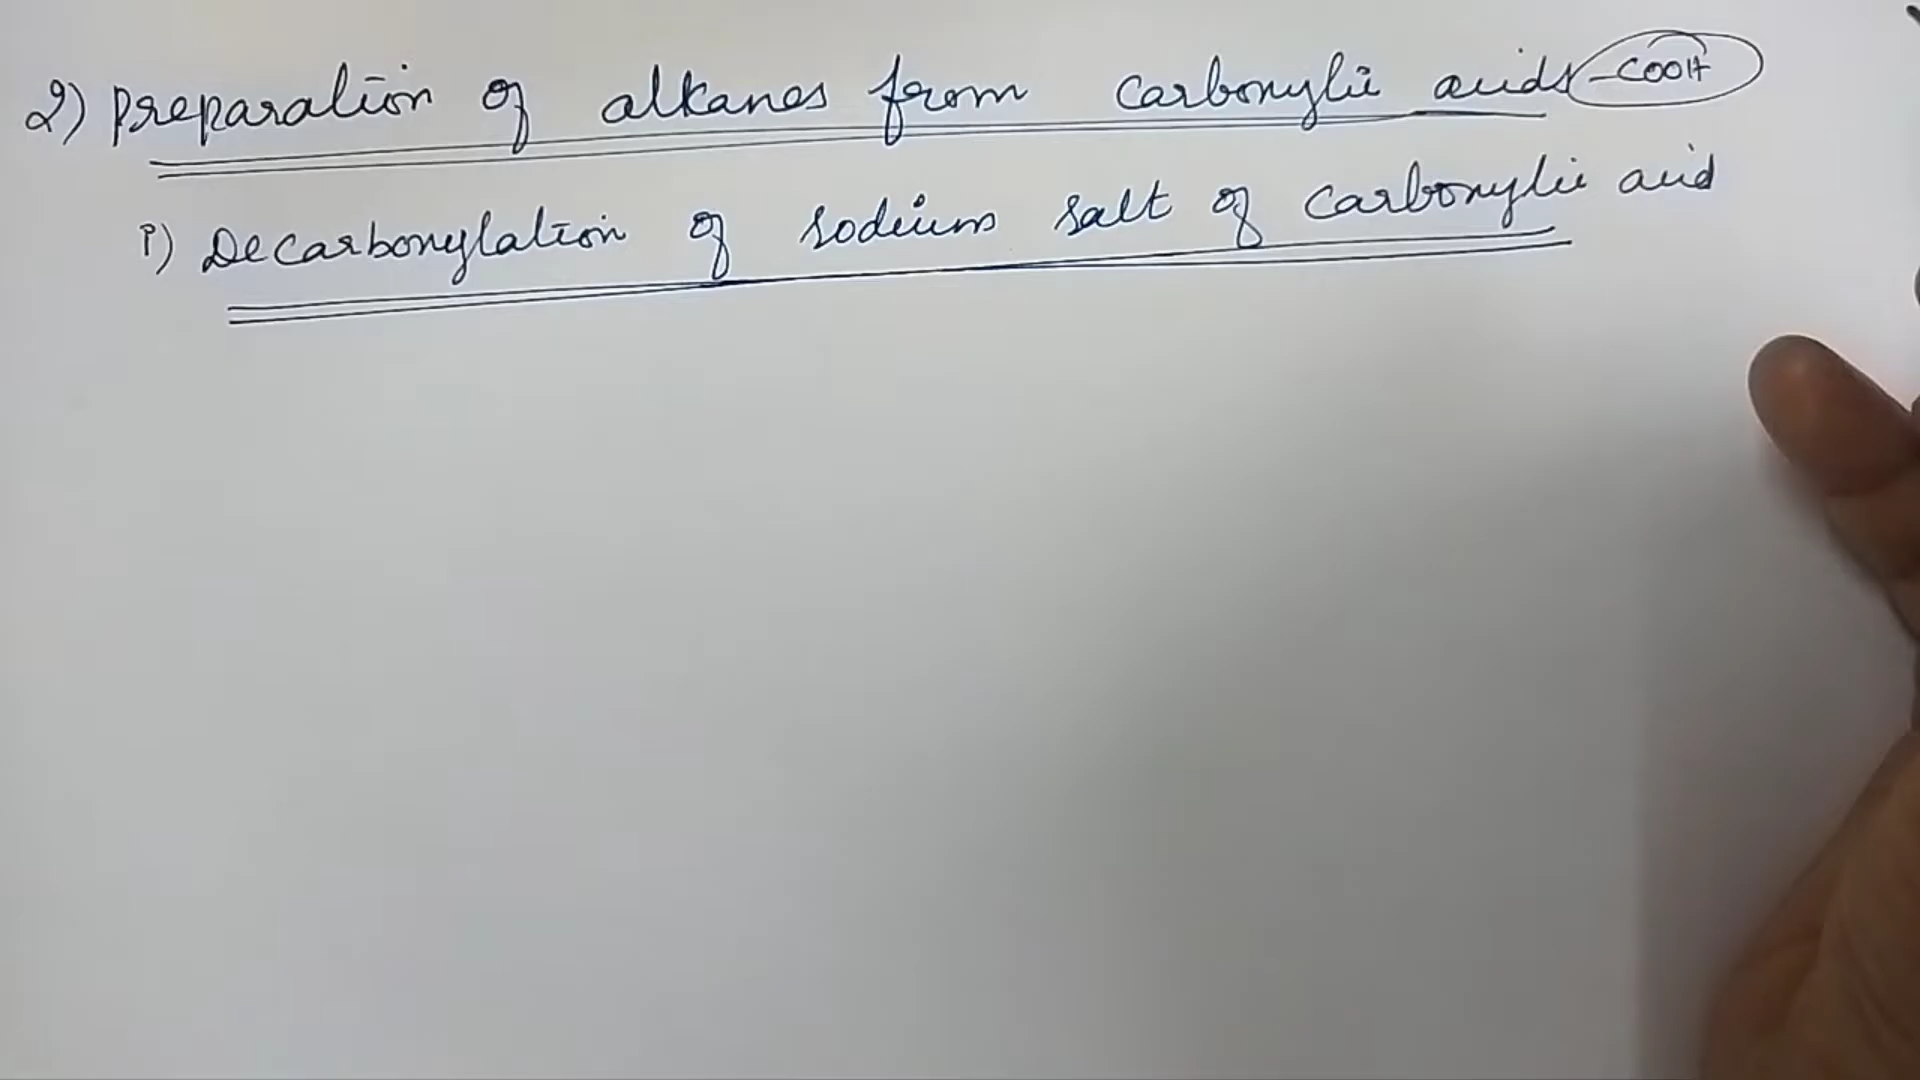 2) Preparation of alkanes from carboxylic acids -COOH
i) Decarboxylation of sodium salt of carboxylic acid